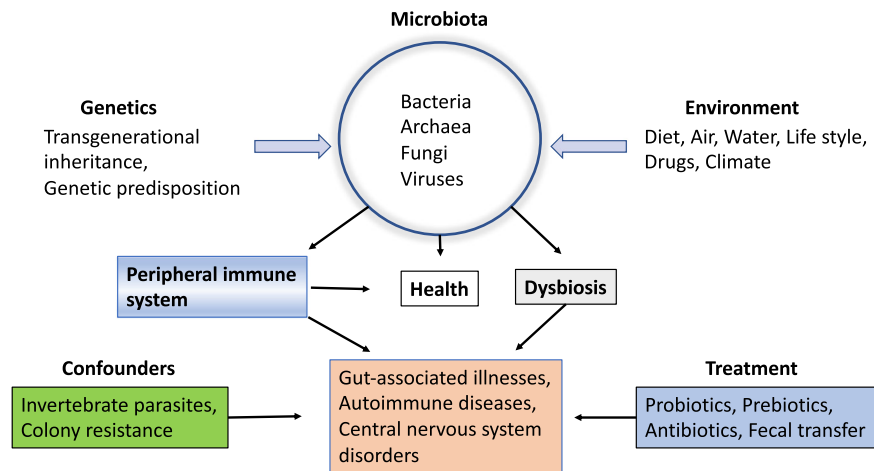 Microbiota
Bacteria
Archaea
Fungi
Viruses
Genetics
Transgenerational
inheritance,
Genetic predisposition
Environment
Diet, Air, Water, Life style,
Drugs, Climate
Peripheral immune
system
Health
Dysbiosis
Confounders
Invertebrate parasites,
Colony resistance
Gut-associated illnesses,
Autoimmune diseases,
Central nervous system
disorders
Treatment
Probiotics, Prebiotics,
Antibiotics, Fecal transfer